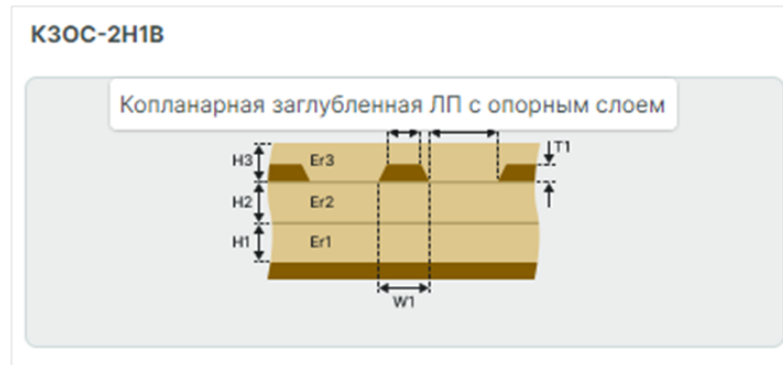 КЗОС-2Н1В
Копланарная заглубленная ЛП с опорным слоем
H3 Er3 T1
H2 Er2
H1 Er1
W1